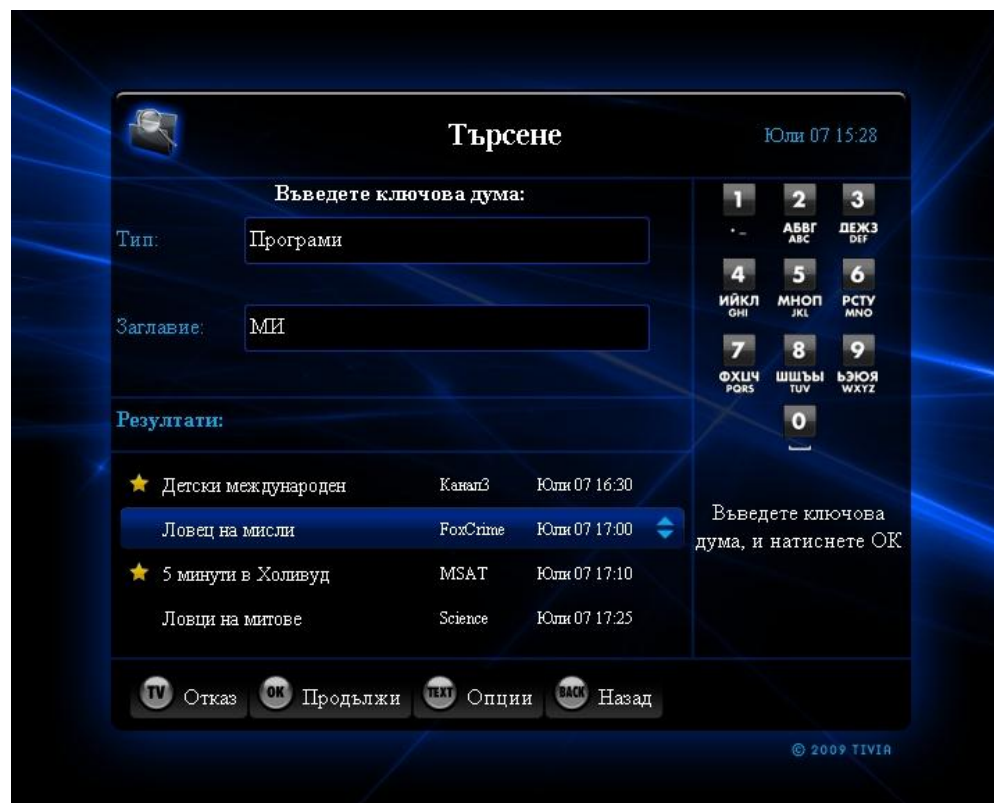 Търсене
Юли 07 15:28
Въведете ключова дума:
Тип:
Програми
Заглавие:
МИ
1 2 3
._ АБВГ ДЕЖЗ
ABC DEF
4 5 6
ИЙКЛ МНОП РСТУ
GHI JKL MNO
7 8 9
ФХЦЧ ШЩЪЫ ЬЭЮЯ
PQRS TUV WXYZ
0
Резултати:
Детски международен Канал3 Юли 07 16:30
Ловец на мисли FoxCrime Юли 07 17:00
5 минути в Холивуд MSAT Юли 07 17:10
Ловци на митове Science Юли 07 17:25
Въведете ключова
дума, и натиснете ОК
TV Отказ OK Продължи TEXT Опции BACK Назад
© 2009 TIVIA